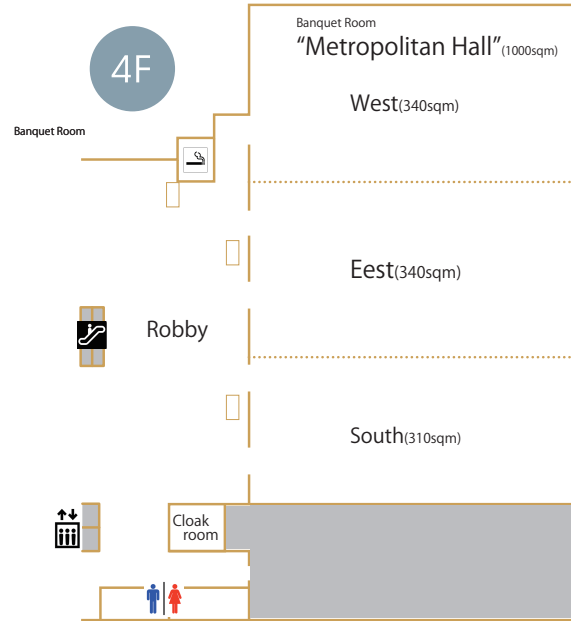 4F
Banquet Room
“Metropolitan Hall”(1000sqm)
West(340sqm)
Banquet Room
Eest(340sqm)
Robby
South(310sqm)
Cloak
room